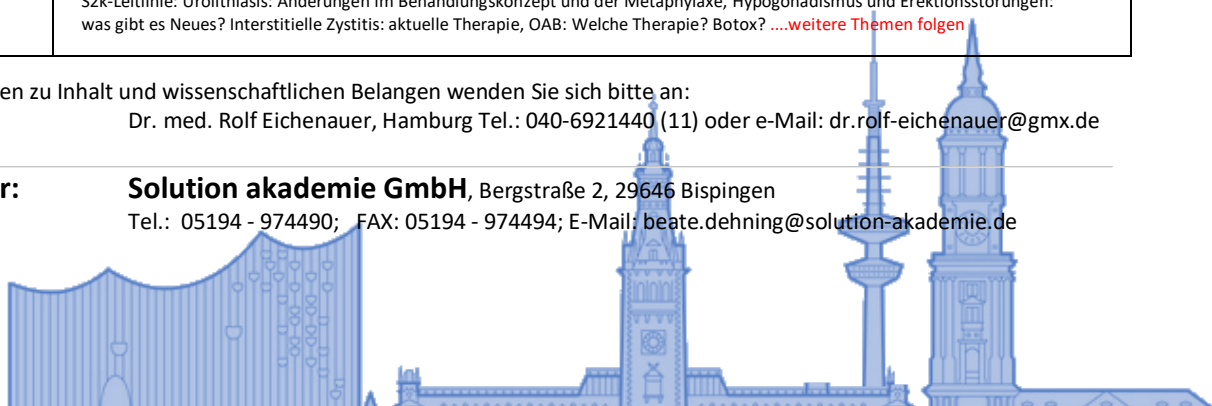 S2k-Leitlinie: Urolithiasis: Änderungen im Behandlungskonzept und der Metaphylaxe, Hypogonadismus und Erektionsstörungen:
was gibt es Neues? Interstitielle Zystitis: aktuelle Therapie, OAB: Welche Therapie? Botox? ....weitere Themen folgen
en zu Inhalt und wissenschaftlichen Belangen wenden Sie sich bitte an:
Dr. med. Rolf Eichenauer, Hamburg Tel.: 040-6921440 (11) oder e-Mail: dr.rolf-eichenauer@gmx.de
r: Solution akademie GmbH, Bergstraße 2, 29646 Bispingen
Tel.: 05194 - 974490; FAX: 05194 - 974494; E-Mail: beate.dehning@solution-akademie.de